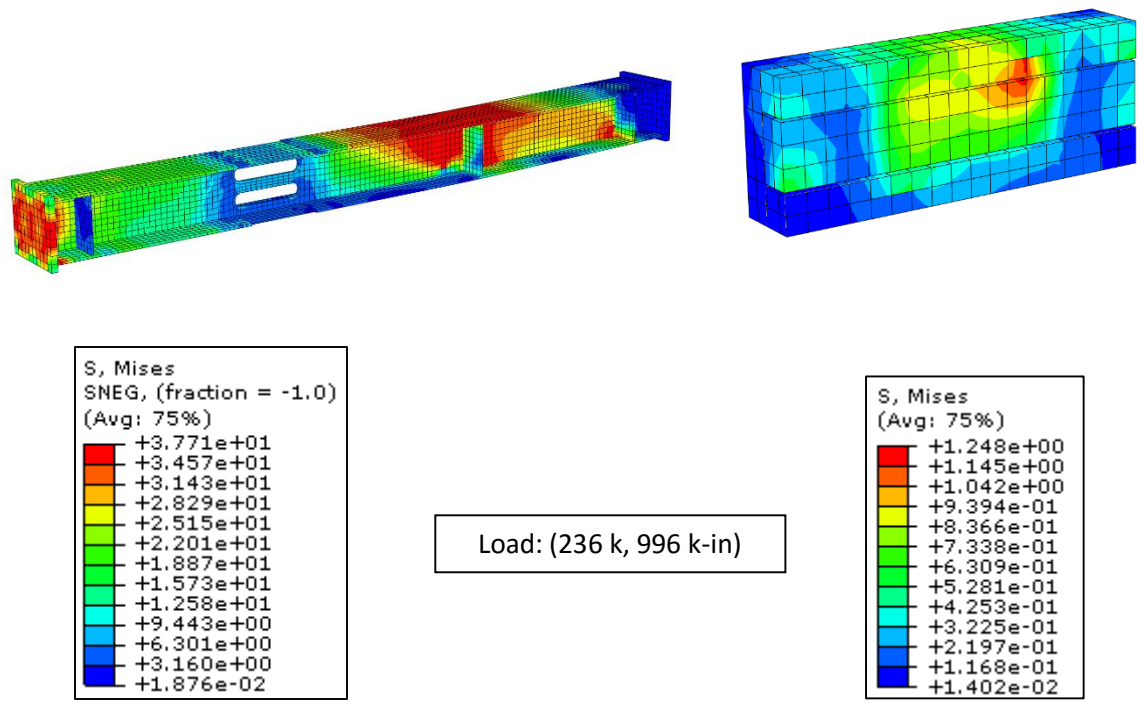 S, Mises
SNEG, (fraction = -1.0)
(Avg: 75%)
+3.771e+01
+3.457e+01
+3.143e+01
+2.829e+01
+2.515e+01
+2.201e+01
+1.887e+01
+1.573e+01
+1.258e+01
+9.443e+00
+6.301e+00
+3.160e+00
+1.876e-02
Load: (236 k, 996 k-in)
S, Mises
(Avg: 75%)
+1.248e+00
+1.145e+00
+1.042e+00
+9.394e-01
+8.366e-01
+7.338e-01
+6.309e-01
+5.281e-01
+4.253e-01
+3.225e-01
+2.197e-01
+1.168e-01
+1.402e-02